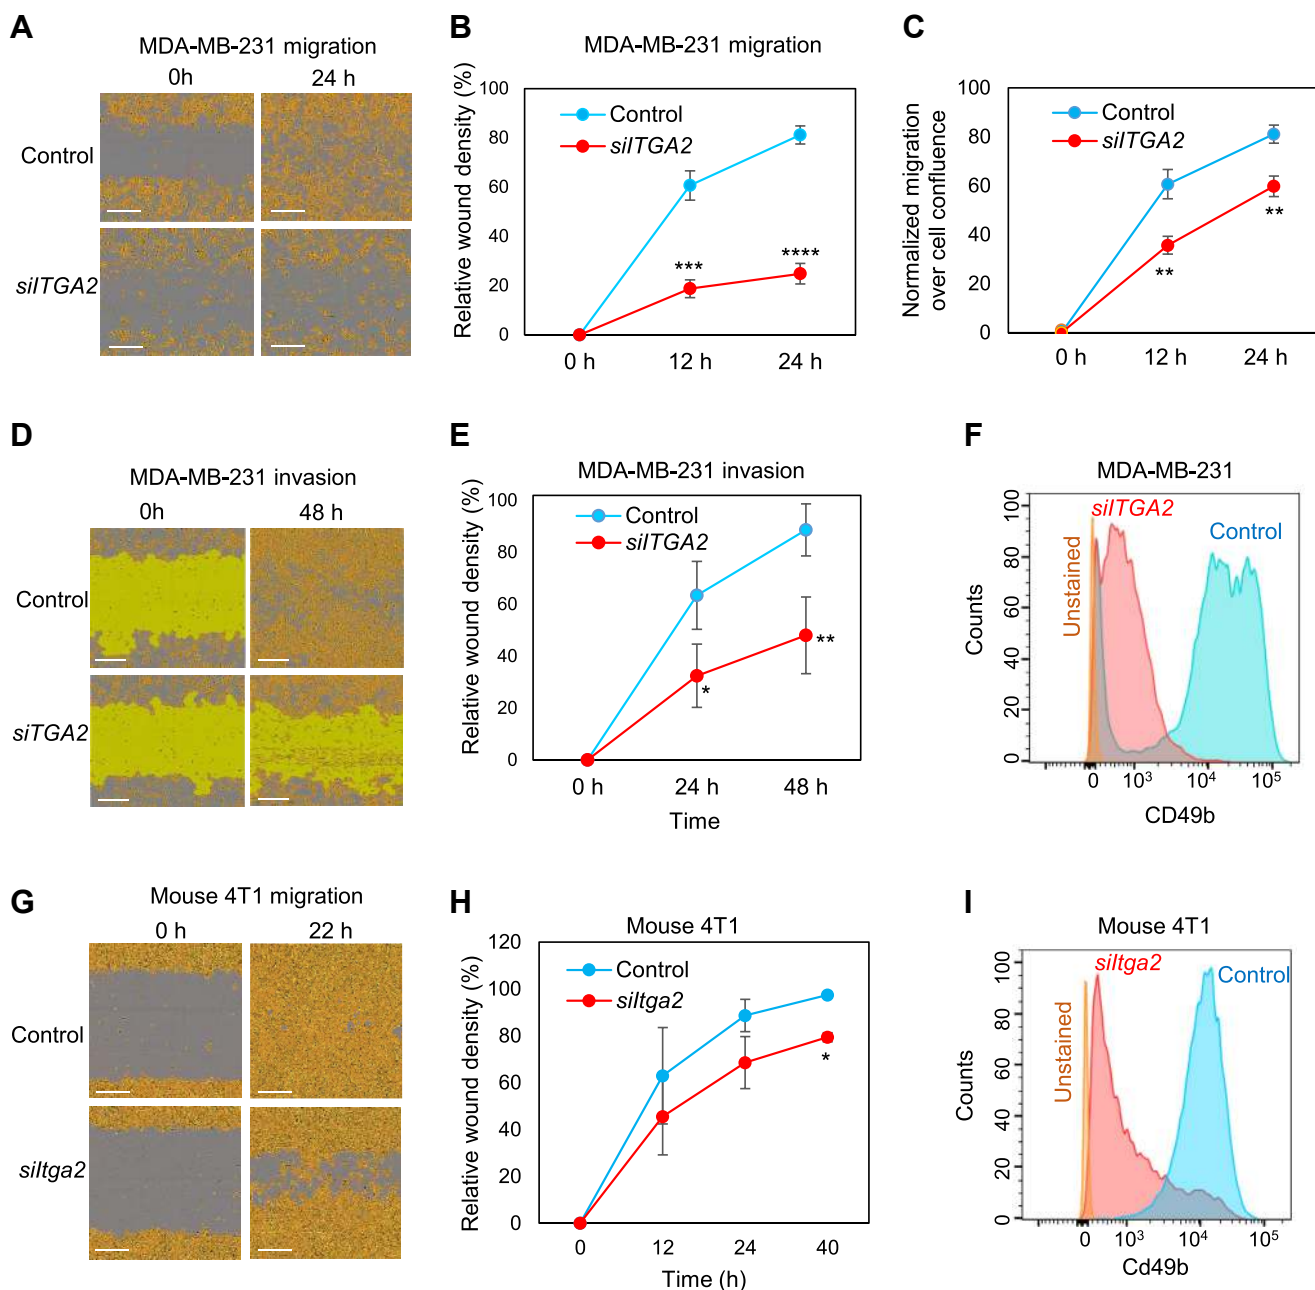 A
MDA-MB-231 migration
0h
24 h
Control
siITGA2
B
MDA-MB-231 migration
Relative wound density (%)
100
80
60
40
20
0
Control
siITGA2
***
****
0 h
12 h
24 h
C
Normalized migration
over cell confluence
100
80
60
40
20
0
Control
siITGA2
**
**
0 h
12 h
24 h
D
MDA-MB-231 invasion
0h
48 h
Control
siTGA2
E
MDA-MB-231 invasion
Relative wound density (%)
100
80
60
40
20
0
Control
siITGA2
*
**
0 h
24 h
48 h
Time
F
MDA-MB-231
Counts
100
80
60
40
20
0
Unstained
siITGA2
Control
0
10³
10⁴
10⁵
CD49b
G
Mouse 4T1 migration
0 h
22 h
Control
siItga2
H
Mouse 4T1
Relative wound density (%)
120
100
80
60
40
20
0
Control
siItga2
*
0
12
24
40
Time (h)
I
Mouse 4T1
Counts
100
80
60
40
20
0
Unstained
siItga2
Control
0
10³
10⁴
10⁵
Cd49b